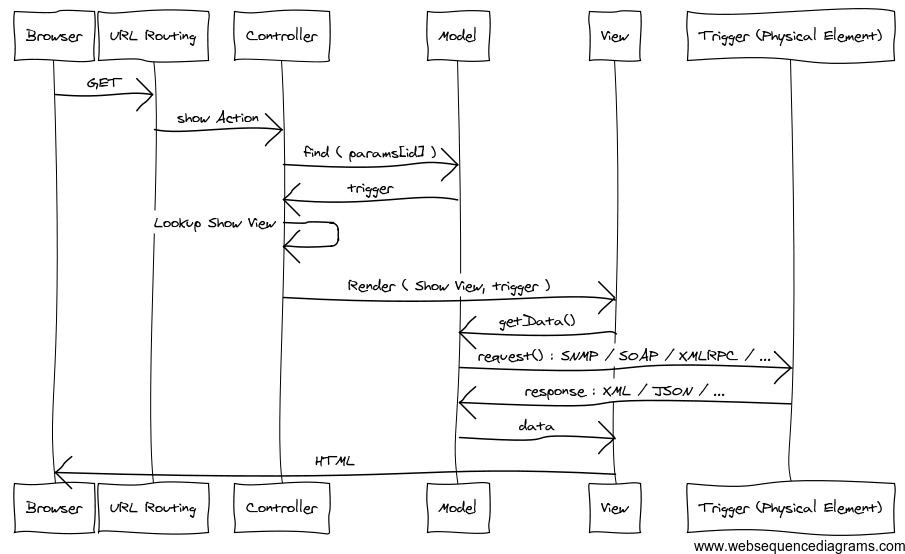 Browser
URL Routing
Controller
Model
View
Trigger (Physical Element)
GET
show Action
find ( params[id] )
trigger
Lookup Show View
Render ( Show View, trigger )
getData()
request() : SNMP / SOAP / XMLRPC / ...
response : XML / JSON / ...
data
HTML
Browser
URL Routing
Controller
Model
View
Trigger (Physical Element)
www.websequencediagrams.com